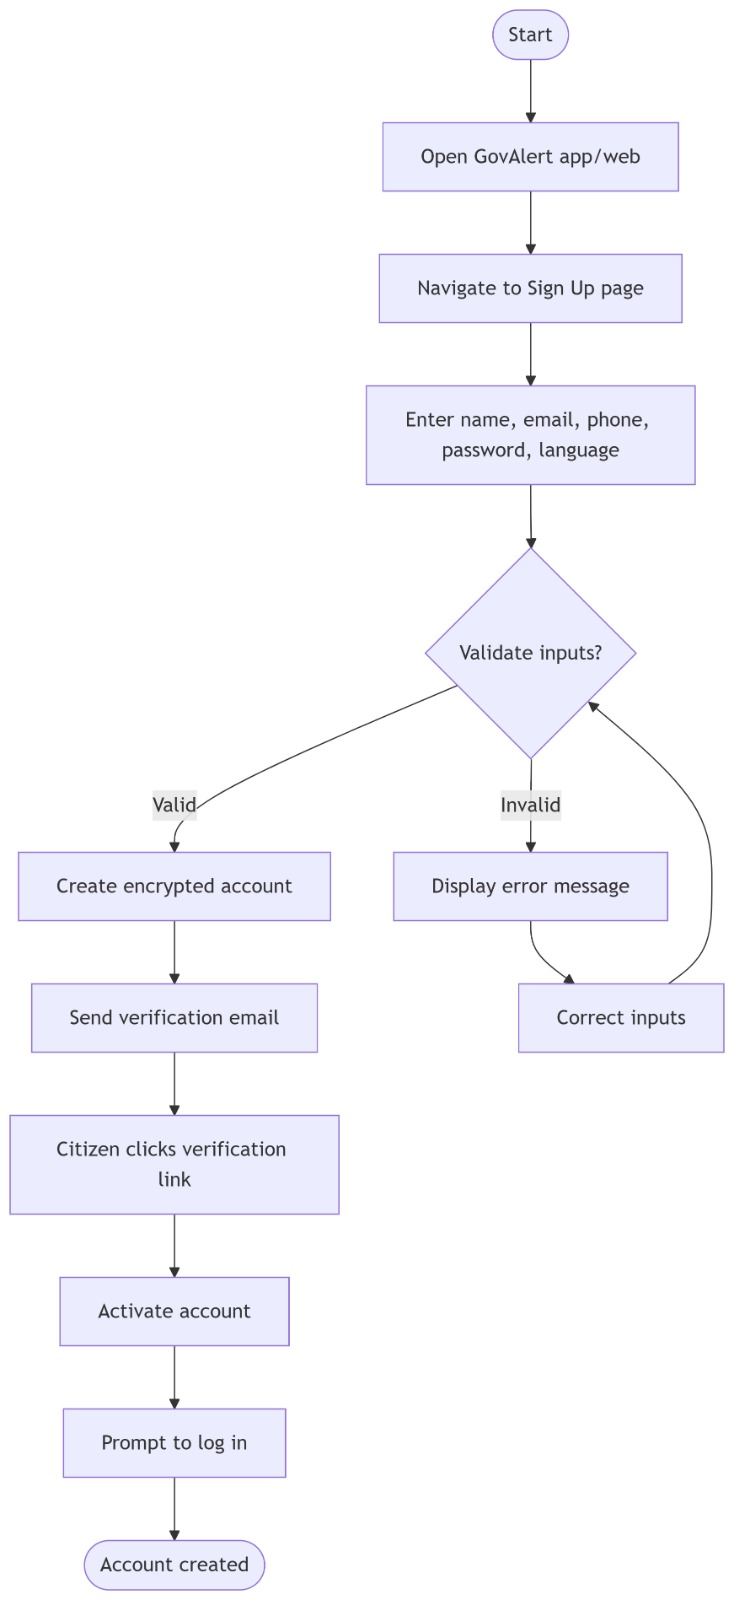 Start
Open GovAlert app/web
Navigate to Sign Up page
Enter name, email, phone,
password, language
Validate inputs?
Valid
Invalid
Create encrypted account
Display error message
Send verification email
Correct inputs
Citizen clicks verification
link
Activate account
Prompt to log in
Account created